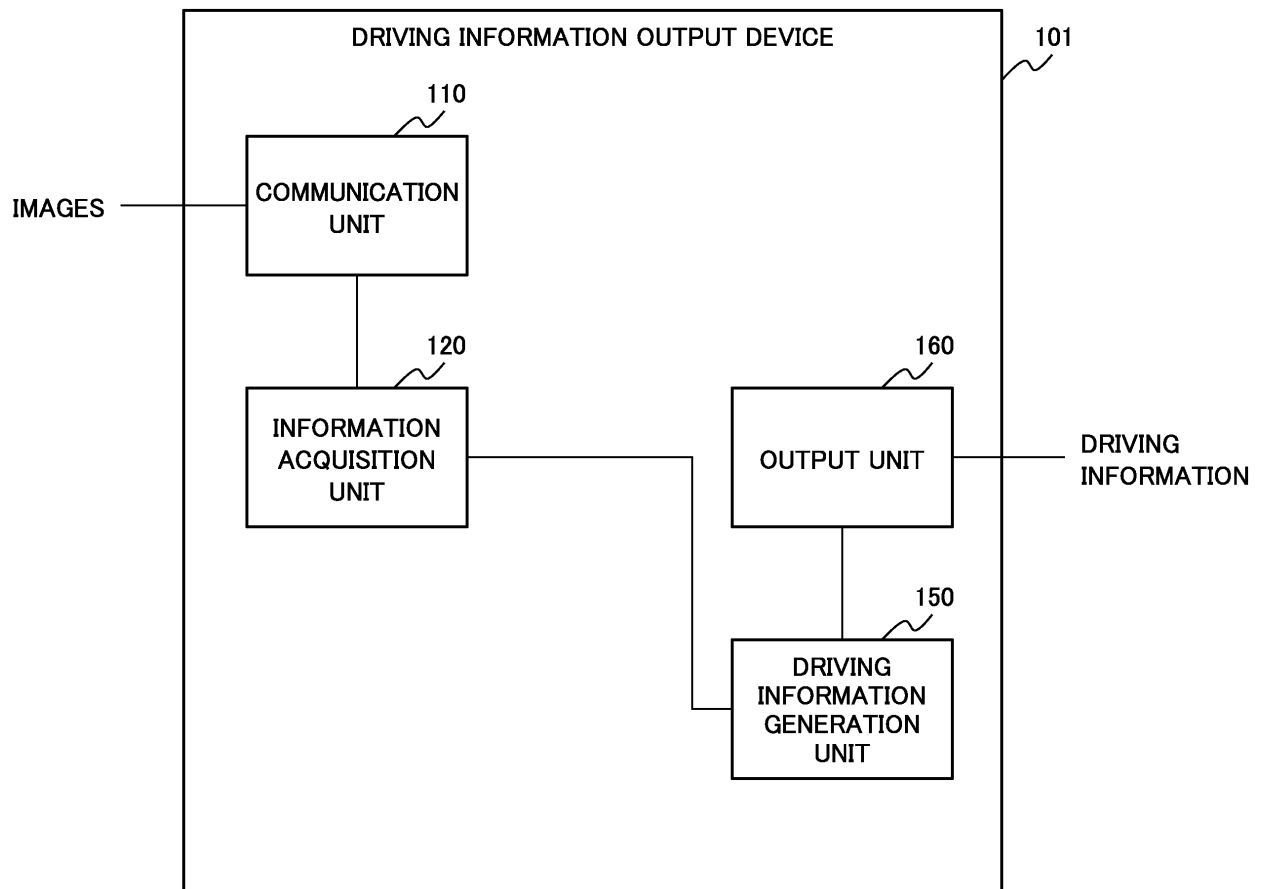 DRIVING INFORMATION OUTPUT DEVICE
101
110
COMMUNICATION
UNIT
IMAGES
120
INFORMATION
ACQUISITION
UNIT
160
OUTPUT UNIT
DRIVING
INFORMATION
150
DRIVING
INFORMATION
GENERATION
UNIT